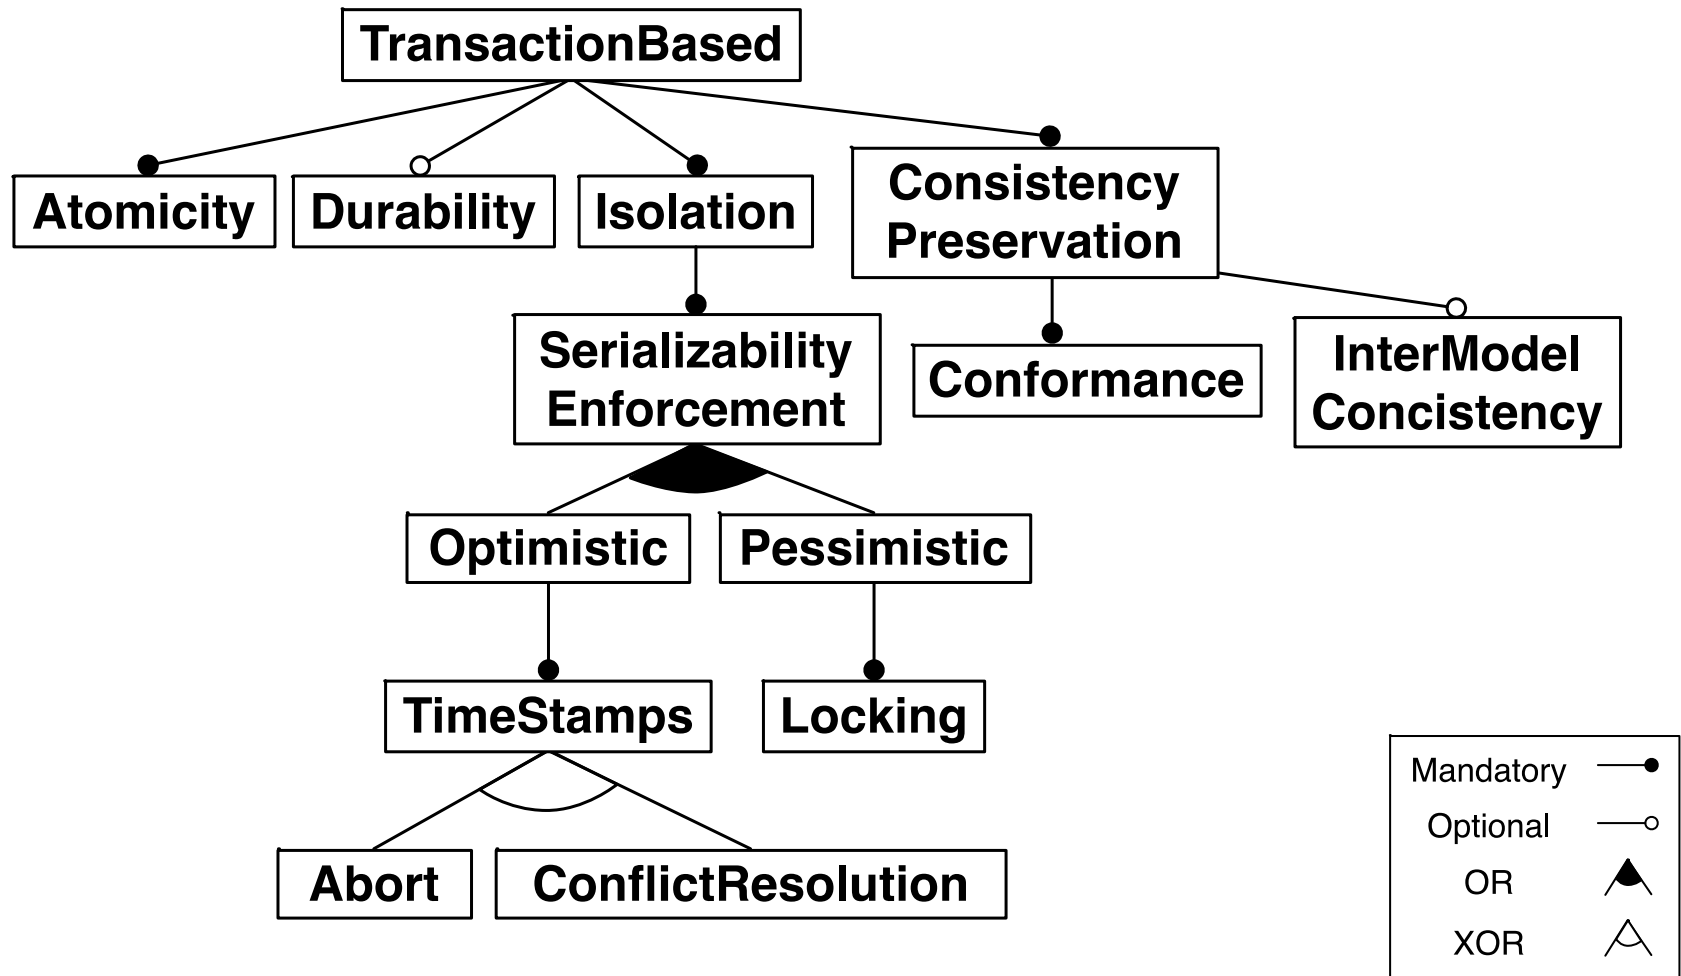 TransactionBased
Atomicity
Durability
Isolation
Consistency
Preservation
Serializability
Enforcement
Conformance
InterModel
Concistency
Optimistic
Pessimistic
TimeStamps
Locking
Abort
ConflictResolution
Mandatory
Optional
OR
XOR